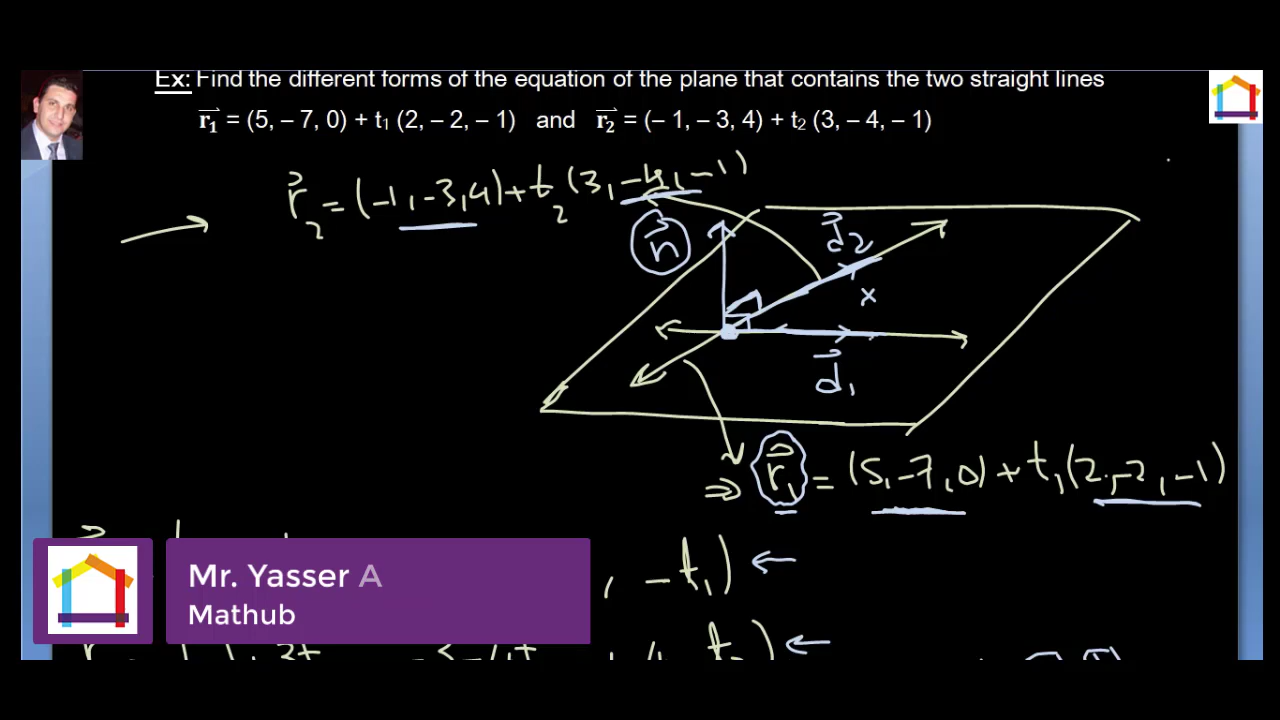 Ex: Find the different forms of the equation of the plane that contains the two straight lines
r₁ = (5, – 7, 0) + t₁ (2, – 2, – 1) and r₂ = (– 1, – 3, 4) + t₂ (3, – 4, – 1)
r₂ = (-1, -3, 4) + t₂ (3, -4, -1)
n
d₂
x
d₁
⇒ r₁ = (5, -7, 0) + t₁ (2, -2, -1)
, -t₁) ←
Mr. Yasser A
Mathub